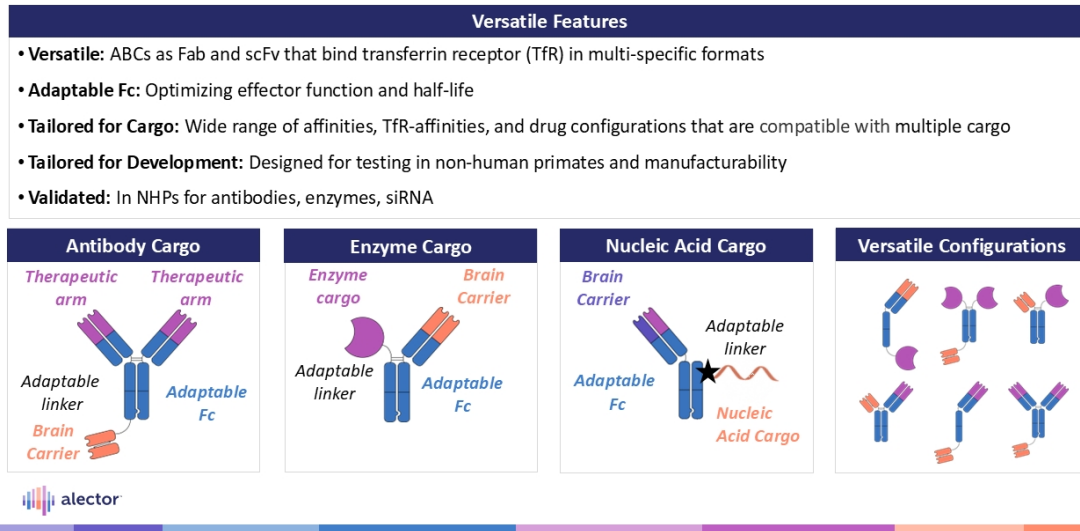 Versatile Features
• Versatile: ABCs as Fab and scFv that bind transferrin receptor (TfR) in multi-specific formats
• Adaptable Fc: Optimizing effector function and half-life
• Tailored for Cargo: Wide range of affinities, TfR-affinities, and drug configurations that are compatible with multiple cargo
• Tailored for Development: Designed for testing in non-human primates and manufacturability
• Validated: In NHPs for antibodies, enzymes, siRNA
Antibody Cargo
Therapeutic
arm
Therapeutic
arm
Adaptable
linker
Adaptable
Fc
Brain
Carrier
Enzyme Cargo
Enzyme
cargo
Brain
Carrier
Adaptable
linker
Adaptable
Fc
Nucleic Acid Cargo
Brain
Carrier
Adaptable
linker
Adaptable
Fc
Nucleic
Acid Cargo
Versatile Configurations
alector